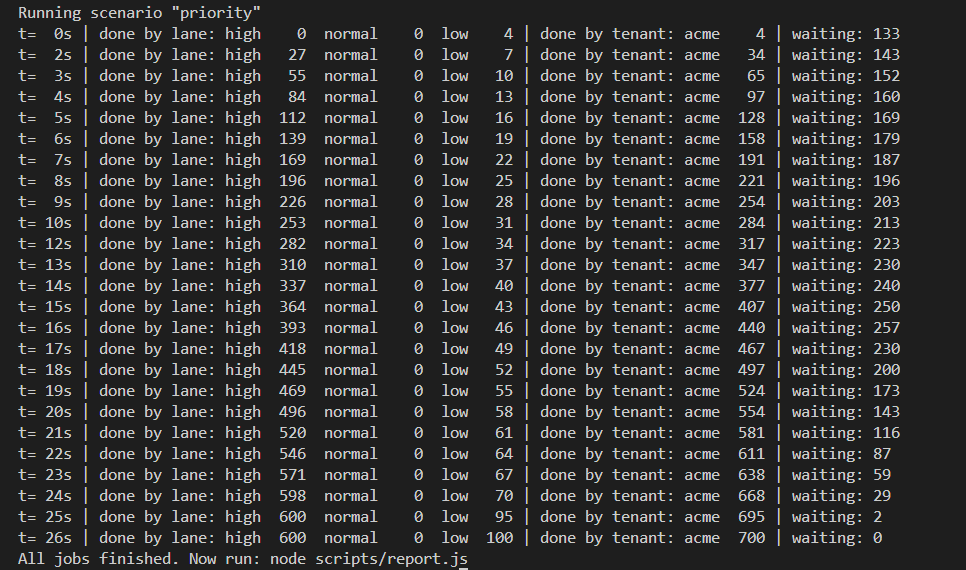 Running scenario "priority"
t=  0s | done by lane: high    0  normal    0  low    4 | done by tenant: acme    4 | waiting: 133
t=  2s | done by lane: high   27  normal    0  low    7 | done by tenant: acme   34 | waiting: 143
t=  3s | done by lane: high   55  normal    0  low   10 | done by tenant: acme   65 | waiting: 152
t=  4s | done by lane: high   84  normal    0  low   13 | done by tenant: acme   97 | waiting: 160
t=  5s | done by lane: high  112  normal    0  low   16 | done by tenant: acme  128 | waiting: 169
t=  6s | done by lane: high  139  normal    0  low   19 | done by tenant: acme  158 | waiting: 179
t=  7s | done by lane: high  169  normal    0  low   22 | done by tenant: acme  191 | waiting: 187
t=  8s | done by lane: high  196  normal    0  low   25 | done by tenant: acme  221 | waiting: 196
t=  9s | done by lane: high  226  normal    0  low   28 | done by tenant: acme  254 | waiting: 203
t= 10s | done by lane: high  253  normal    0  low   31 | done by tenant: acme  284 | waiting: 213
t= 12s | done by lane: high  282  normal    0  low   34 | done by tenant: acme  317 | waiting: 223
t= 13s | done by lane: high  310  normal    0  low   37 | done by tenant: acme  347 | waiting: 230
t= 14s | done by lane: high  337  normal    0  low   40 | done by tenant: acme  377 | waiting: 240
t= 15s | done by lane: high  364  normal    0  low   43 | done by tenant: acme  407 | waiting: 250
t= 16s | done by lane: high  393  normal    0  low   46 | done by tenant: acme  440 | waiting: 257
t= 17s | done by lane: high  418  normal    0  low   49 | done by tenant: acme  467 | waiting: 230
t= 18s | done by lane: high  445  normal    0  low   52 | done by tenant: acme  497 | waiting: 200
t= 19s | done by lane: high  469  normal    0  low   55 | done by tenant: acme  524 | waiting: 173
t= 20s | done by lane: high  496  normal    0  low   58 | done by tenant: acme  554 | waiting: 143
t= 21s | done by lane: high  520  normal    0  low   61 | done by tenant: acme  581 | waiting: 116
t= 22s | done by lane: high  546  normal    0  low   64 | done by tenant: acme  611 | waiting: 87
t= 23s | done by lane: high  571  normal    0  low   67 | done by tenant: acme  638 | waiting: 59
t= 24s | done by lane: high  598  normal    0  low   70 | done by tenant: acme  668 | waiting: 29
t= 25s | done by lane: high  600  normal    0  low   95 | done by tenant: acme  695 | waiting: 2
t= 26s | done by lane: high  600  normal    0  low  100 | done by tenant: acme  700 | waiting: 0
All jobs finished. Now run: node scripts/report.js